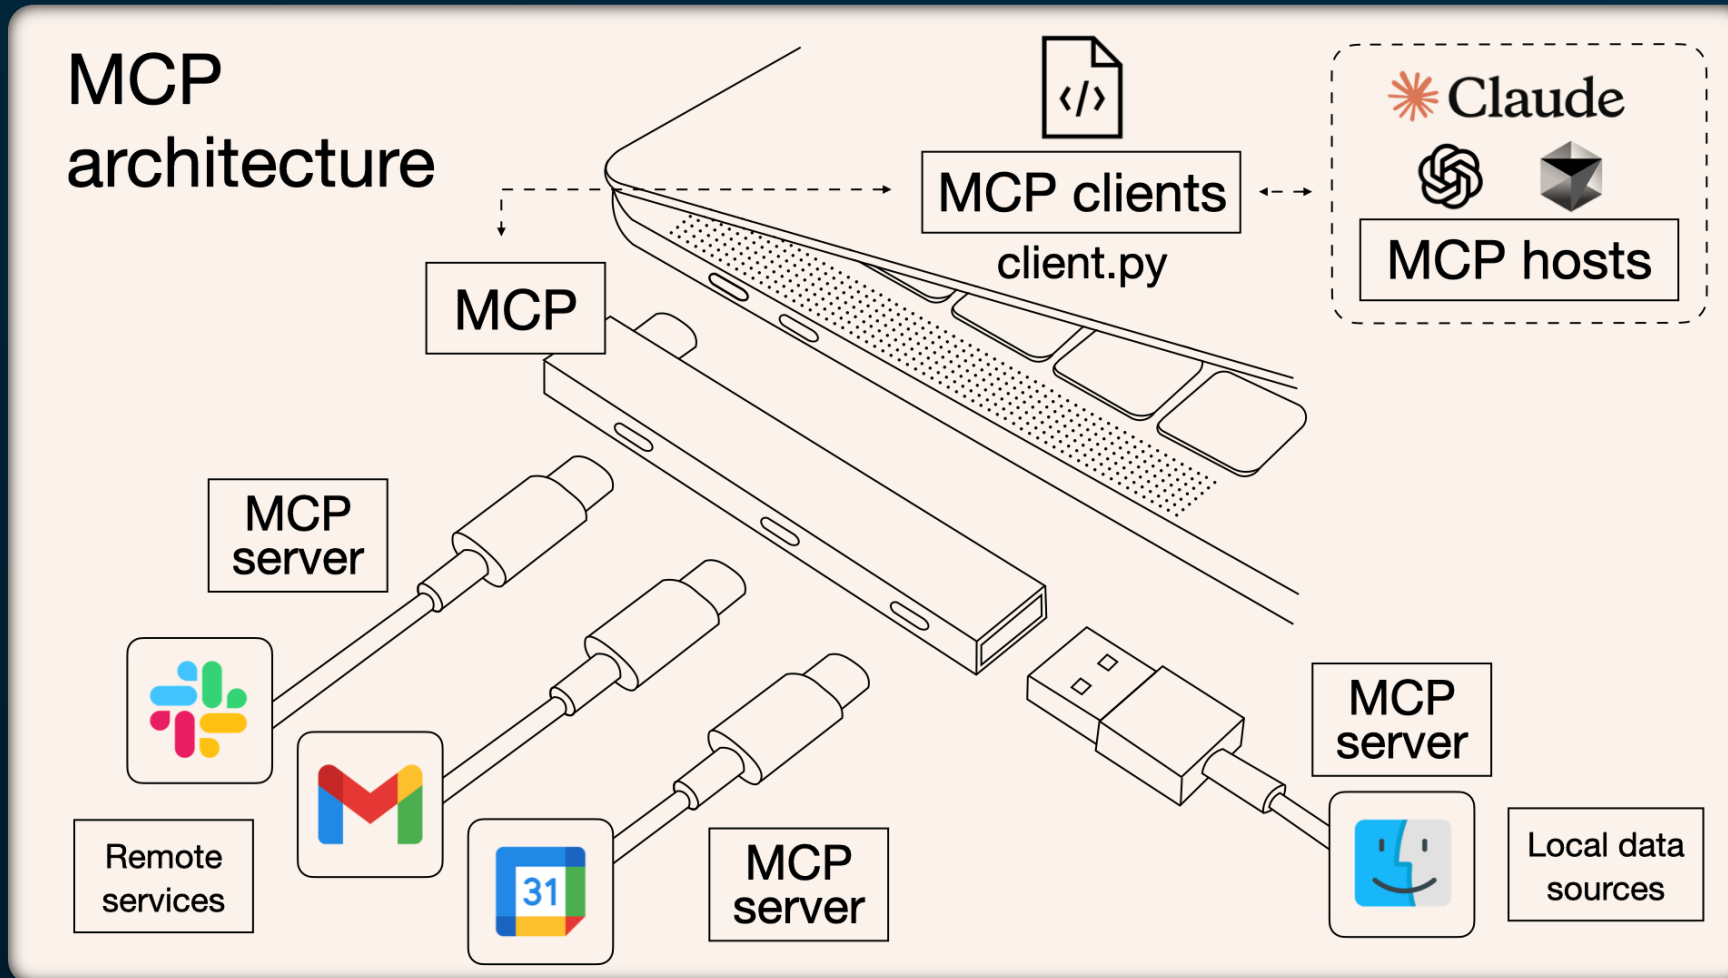 MCP
architecture
</>
MCP clients
client.py
Claude
MCP hosts
MCP
MCP
server
Remote
services
31
MCP
server
MCP
server
Local data
sources